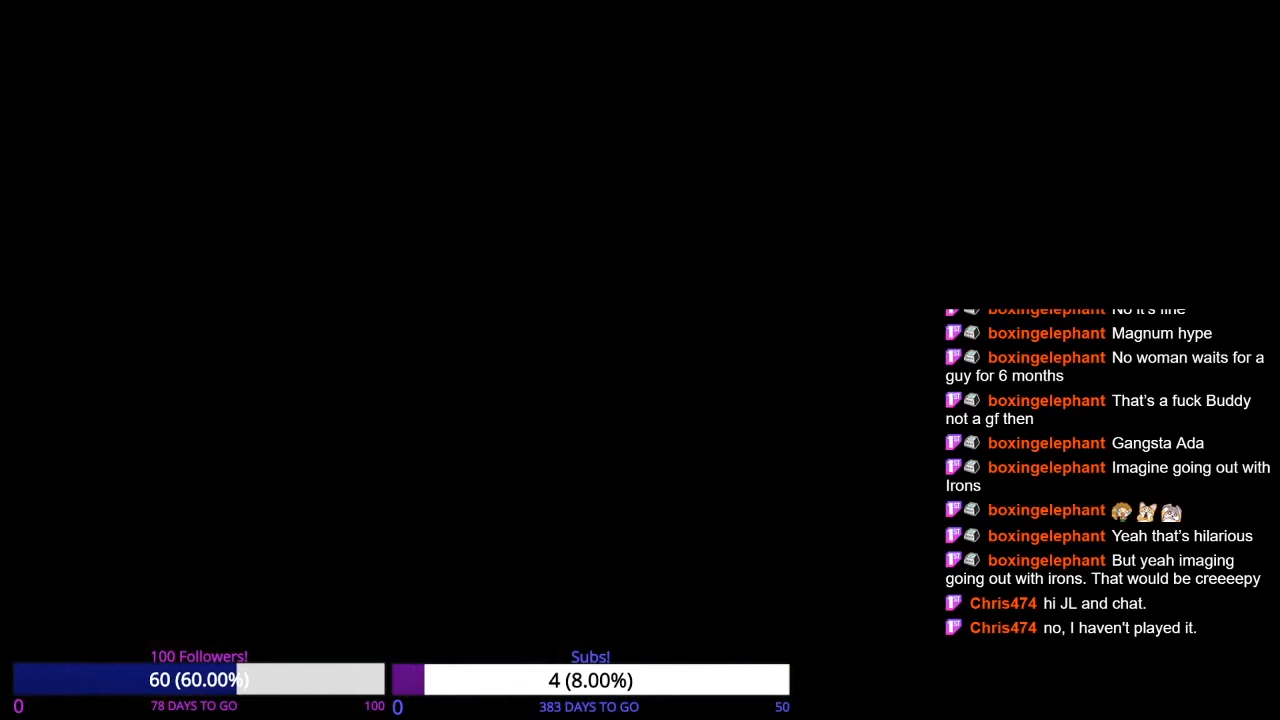 boxingelephant No it's fine
boxingelephant Magnum hype
boxingelephant No woman waits for a
guy for 6 months
boxingelephant That's a fuck Buddy
not a gf then
boxingelephant Gangsta Ada
boxingelephant Imagine going out with
Irons
boxingelephant
boxingelephant Yeah that's hilarious
boxingelephant But yeah imaging
going out with irons. That would be creeeepy
Chris474 hi JL and chat.
Chris474 no, I haven't played it.
100 Followers!
60 (60.00%)
0 78 DAYS TO GO 100
Subs!
4 (8.00%)
0 383 DAYS TO GO 50